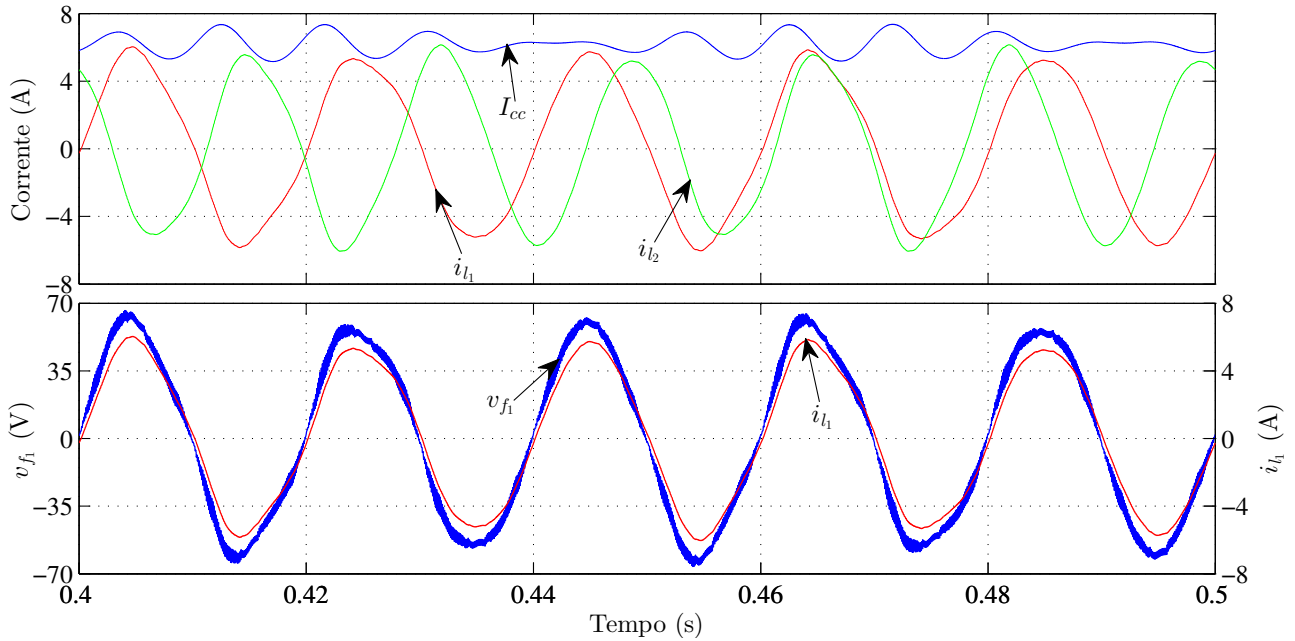 8
4
0
−4
−8
Corrente (A)
I_cc
i_l1
i_l2
70
35
0
−35
−70
v_f1 (V)
v_f1
i_l1
8
4
0
−4
−8
i_l1 (A)
0.4 0.42 0.44 0.46 0.48 0.5
Tempo (s)